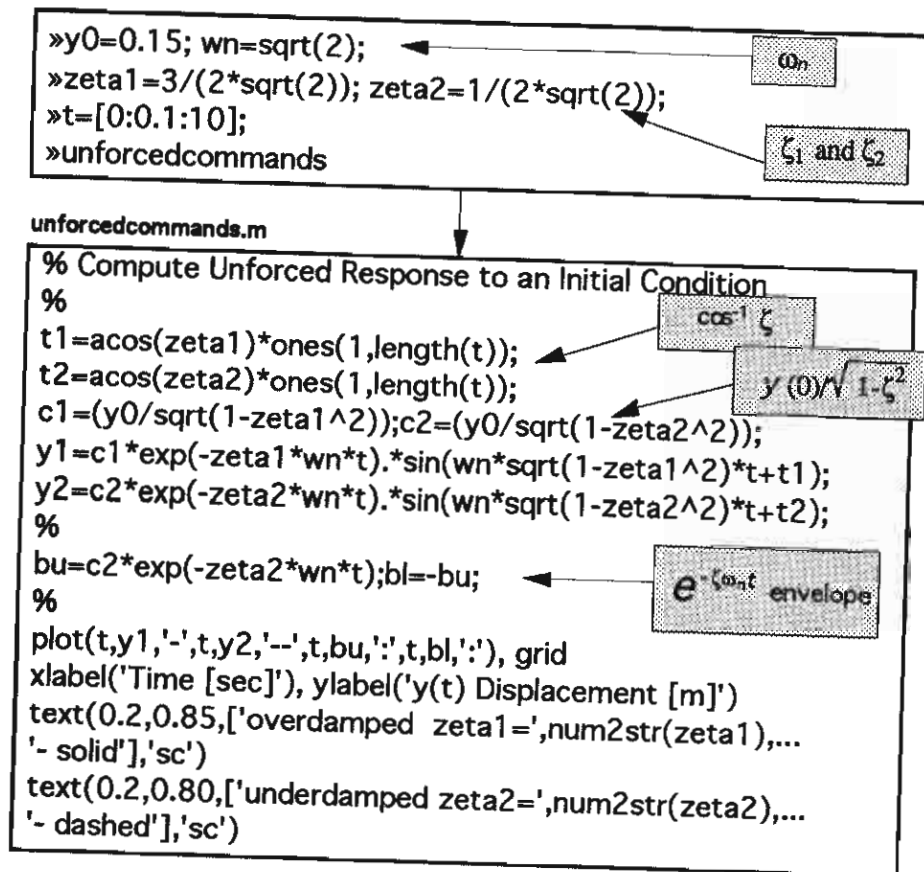 »y0=0.15; wn=sqrt(2);
ωn
»zeta1=3/(2*sqrt(2)); zeta2=1/(2*sqrt(2));
»t=[0:0.1:10];
»unforcedcommands
ζ1 and ζ2
unforcedcommands.m
% Compute Unforced Response to an Initial Condition
%
cos⁻¹ ζ
t1=acos(zeta1)*ones(1,length(t));
t2=acos(zeta2)*ones(1,length(t));
y(0)/√1-ζ²
c1=(y0/sqrt(1-zeta1^2));c2=(y0/sqrt(1-zeta2^2));
y1=c1*exp(-zeta1*wn*t).*sin(wn*sqrt(1-zeta1^2)*t+t1);
y2=c2*exp(-zeta2*wn*t).*sin(wn*sqrt(1-zeta2^2)*t+t2);
%
bu=c2*exp(-zeta2*wn*t);bl=-bu;
e^-ζωnt envelope
%
plot(t,y1,'-',t,y2,'--',t,bu,':',t,bl,':'), grid
xlabel('Time [sec]'), ylabel('y(t) Displacement [m]')
text(0.2,0.85,['overdamped zeta1=',num2str(zeta1),...
'- solid'],'sc')
text(0.2,0.80,['underdamped zeta2=',num2str(zeta2),...
'- dashed'],'sc')